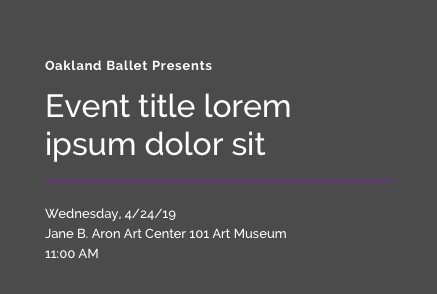 Oakland Ballet Presents
Event title lorem
ipsum dolor sit
Wednesday, 4/24/19
Jane B. Aron Art Center 101 Art Museum
11:00 AM